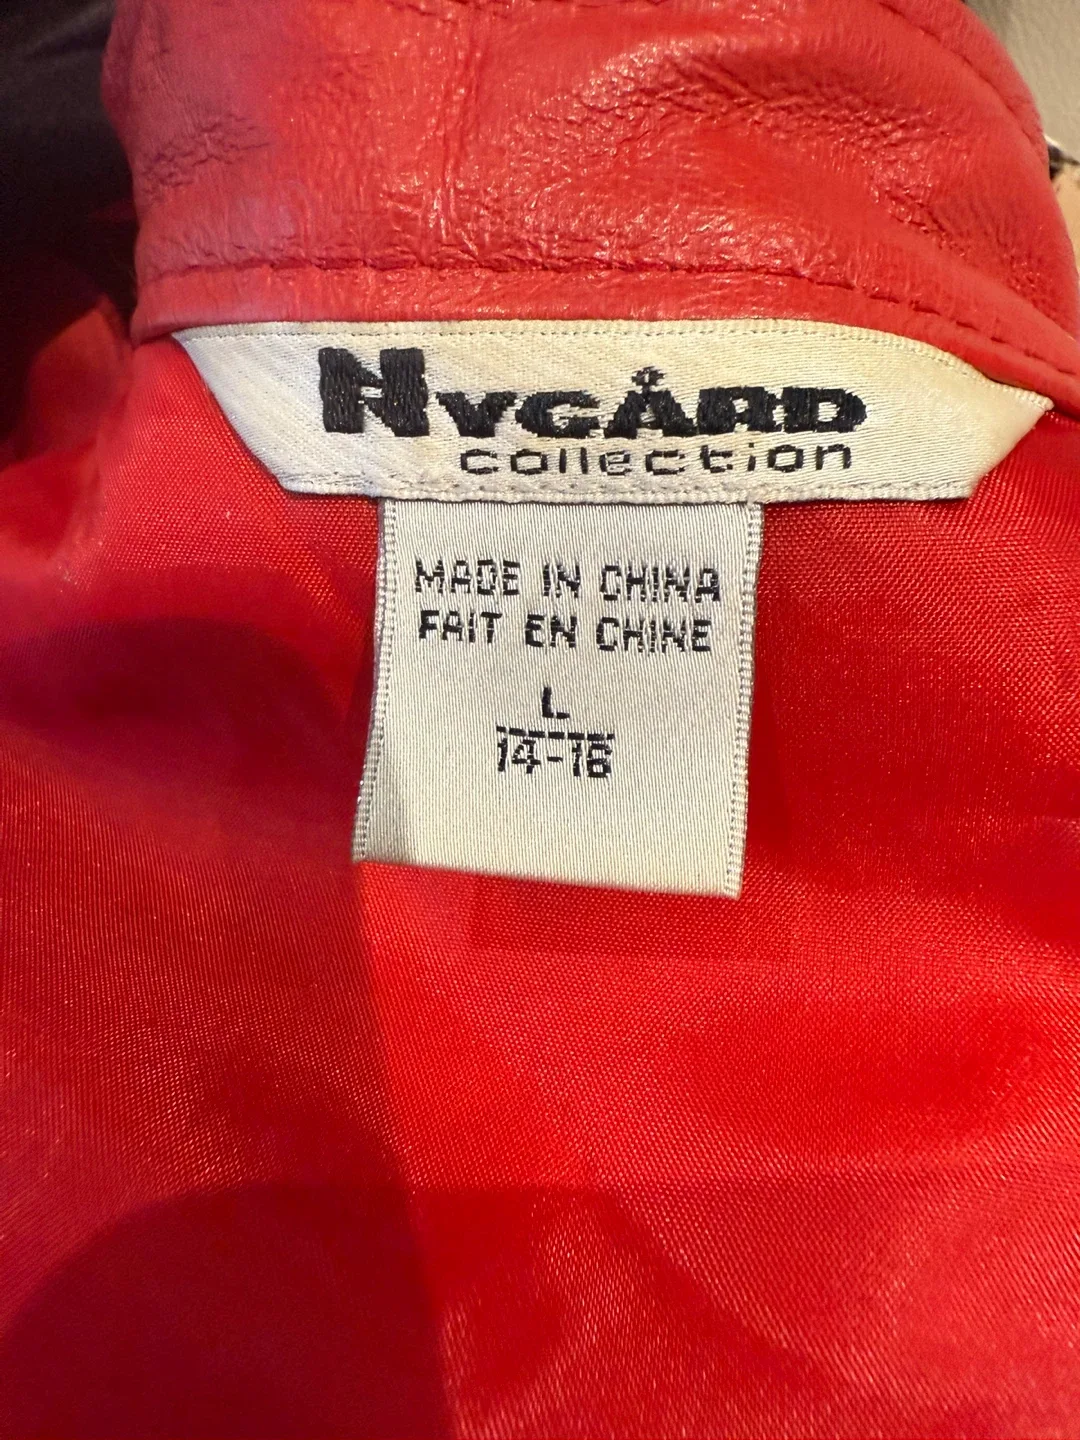 NYGÅRD
collection
MADE IN CHINA
FAIT EN CHINE
L
14-16